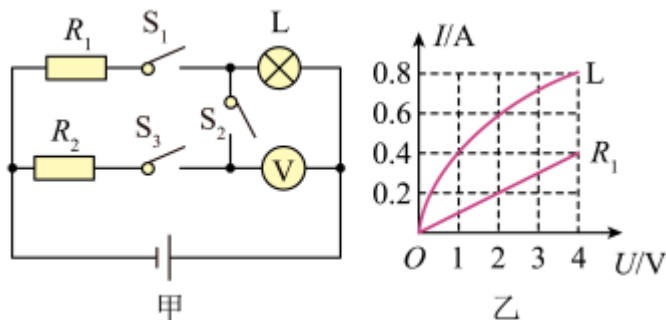 R₁ S₁ L
R₂ S₃ S₂ V
甲
I/A
0.8 L
0.6
0.4 R₁
0.2
O 1 2 3 4 U/V
乙